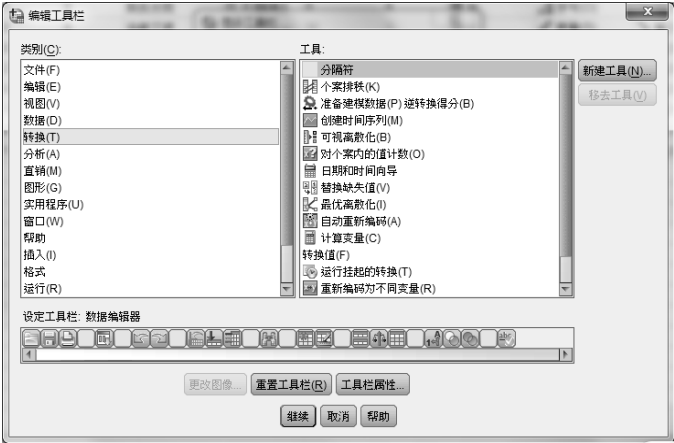 编辑工具栏
类别(C):
文件(F)
编辑(E)
视图(V)
数据(D)
转换(T)
分析(A)
直销(M)
图形(G)
实用程序(U)
窗口(W)
帮助
插入(I)
格式
运行(R)
工具:
分隔符
个案排秩(K)
准备建模数据(P) 逆转换得分(B)
创建时间序列(M)
可视离散化(B)
对个案内的值计数(O)
日期和时间向导
替换缺失值(V)
最优离散化(I)
自动重新编码(A)
计算变量(C)
转换值(F)
运行挂起的转换(T)
重新编码为不同变量(R)
新建工具(N)...
移去工具(V)
设定工具栏: 数据编辑器
更改图像...
重置工具栏(R)
工具栏属性...
继续
取消
帮助